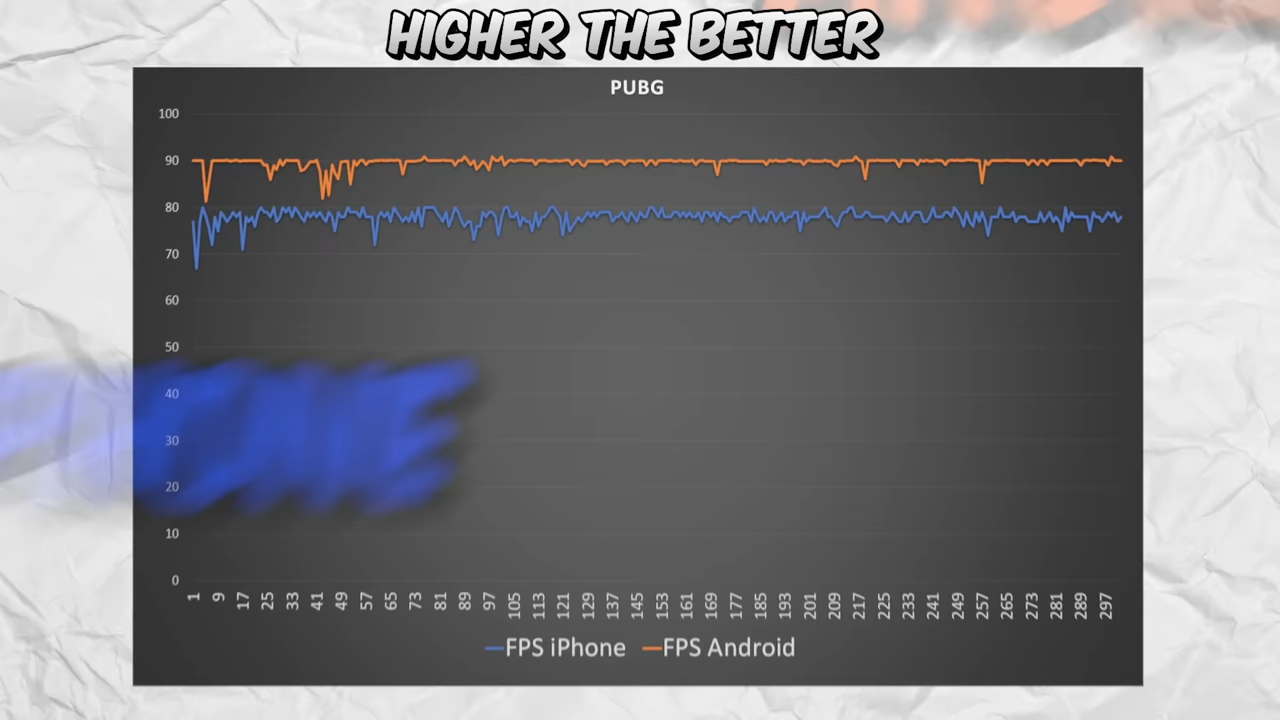 HIGHER THE BETTER
PUBG
100
90
80
70
60
50
40
30
20
10
0
1 9 17 25 33 41 49 57 65 73 81 89 97 105 113 121 129 137 145 153 161 169 177 185 193 201 209 217 225 233 241 249 257 265 273 281 289 297
FPS iPhone FPS Android